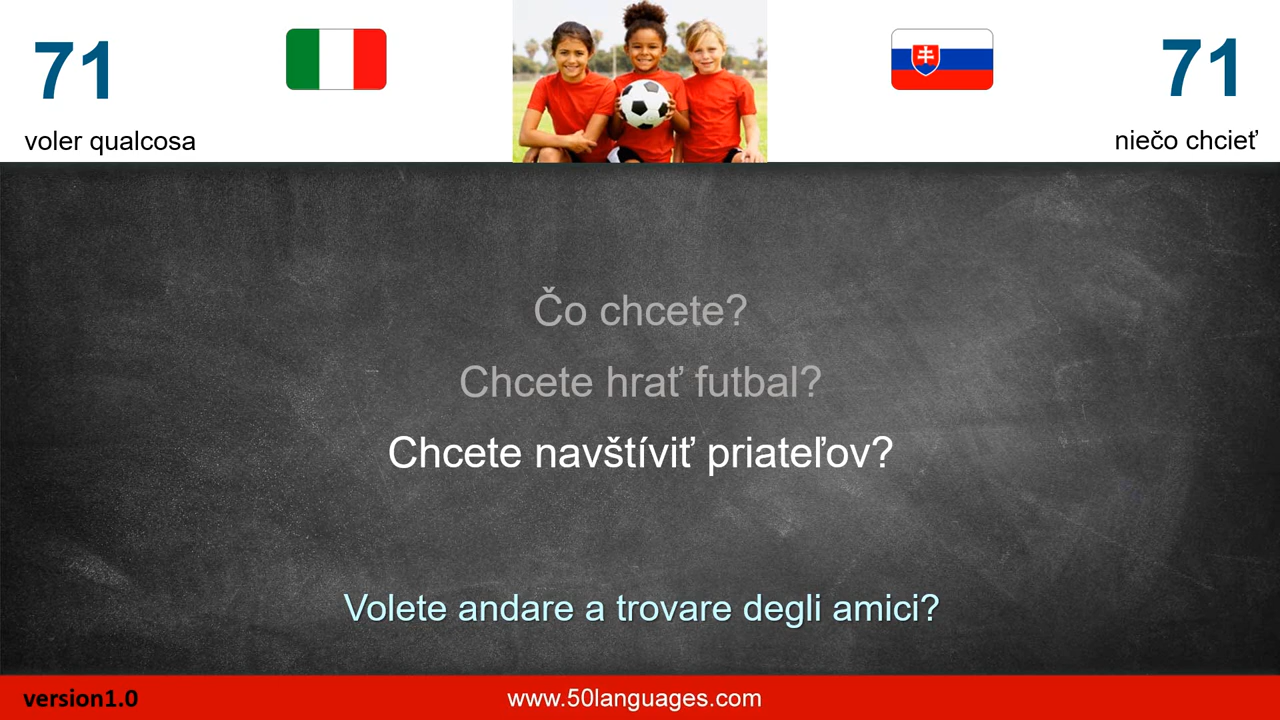 71
71
voler qualcosa
niečo chcieť
Čo chcete?
Chcete hrať futbal?
Chcete navštíviť priateľov?
Volete andare a trovare degli amici?
version1.0
www.50languages.com